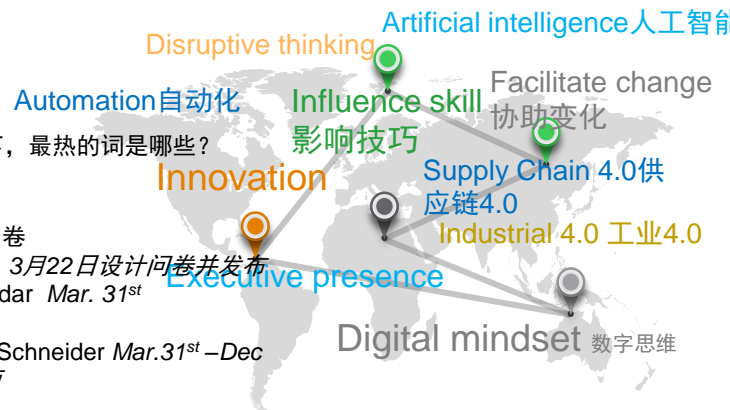 Artificial intelligence人工智能
Disruptive thinking
Facilitate change
协助变化
Automation自动化
Influence skill
影响技巧
，最热的词是哪些？
Innovation
Supply Chain 4.0供
应链4.0
卷
Industrial 4.0 工业4.0
3月22日设计问卷并发布
Executive presence
dar Mar. 31st
Digital mindset 数字思维
Schneider Mar.31st –Dec